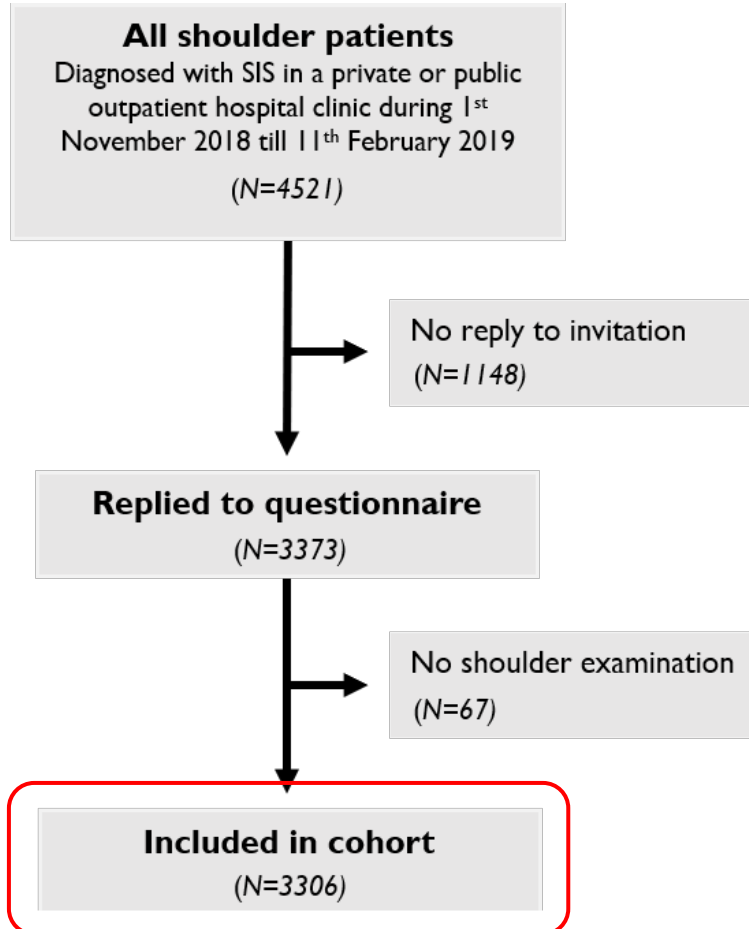 All shoulder patients
Diagnosed with SIS in a private or public
outpatient hospital clinic during 1st
November 2018 till 11th February 2019
(N=4521)
No reply to invitation
(N=1148)
Replied to questionnaire
(N=3373)
No shoulder examination
(N=67)
Included in cohort
(N=3306)